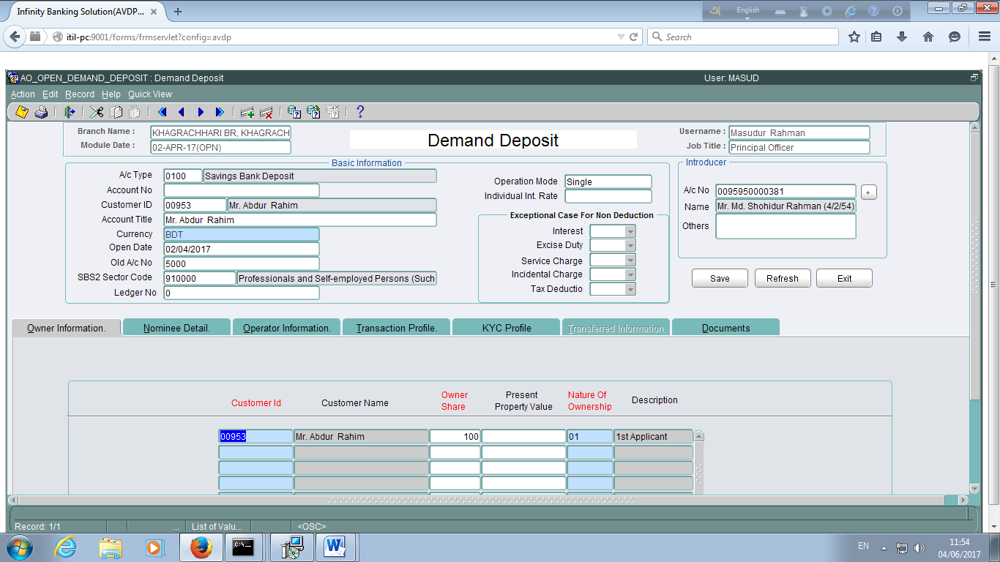 Infinity Banking Solution(AVDP...
English
itil-pc:9001/forms/frmservlet?config=avdp
Search
AO_OPEN_DEMAND_DEPOSIT : Demand Deposit
User: MASUD
Action Edit Record Help Quick View
Branch Name : KHAGRACHHARI BR, KHAGRACH
Module Date : 02-APR-17(OPN)
Demand Deposit
Username : Masudur Rahman
Job Title : Principal Officer
Basic Information
A/c Type 0100 Savings Bank Deposit
Account No
Customer ID 00953 Mr. Abdur Rahim
Account Title Mr. Abdur Rahim
Currency BDT
Open Date 02/04/2017
Old A/c No 5000
SBS2 Sector Code 910000 Professionals and Self-employed Persons (Such
Ledger No 0
Operation Mode Single
Individual Int. Rate
Exceptional Case For Non Deduction
Interest
Excise Duty
Service Charge
Incidental Charge
Tax Deductio
Introducer
A/c No 0095950000381 +
Name Mr. Md. Shohidur Rahman (4/2/54)
Others
Save Refresh Exit
Owner Information. Nominee Detail. Operator Information. Transaction Profile. KYC Profile Transferred Information. Documents
Customer Id Customer Name Owner Share Present Property Value Nature Of Ownership Description
00953 Mr. Abdur Rahim 100 01 1st Applicant
Record: 1/1 ... List of Valu... <OSC>
EN 11:54
04/06/2017